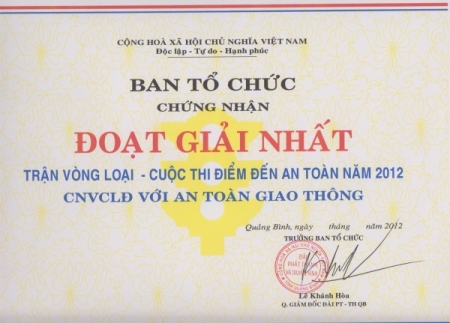 CỘNG HOÀ XÃ HỘI CHỦ NGHĨA VIỆT NAM
Độc lập - Tự do - Hạnh phúc
BAN TỔ CHỨC
CHỨNG NHẬN
ĐOẠT GIẢI NHẤT
TRẬN VÒNG LOẠI - CUỘC THI ĐIỂM ĐẾN AN TOÀN NĂM 2012
CNVCLĐ VỚI AN TOÀN GIAO THÔNG
Quảng Bình, ngày tháng năm 2012
TRƯỞNG BAN TỔ CHỨC
ĐÀI
PHÁT THANH
Lê Khánh Hòa
Q. GIÁM ĐỐC ĐÀI PT - TH QB